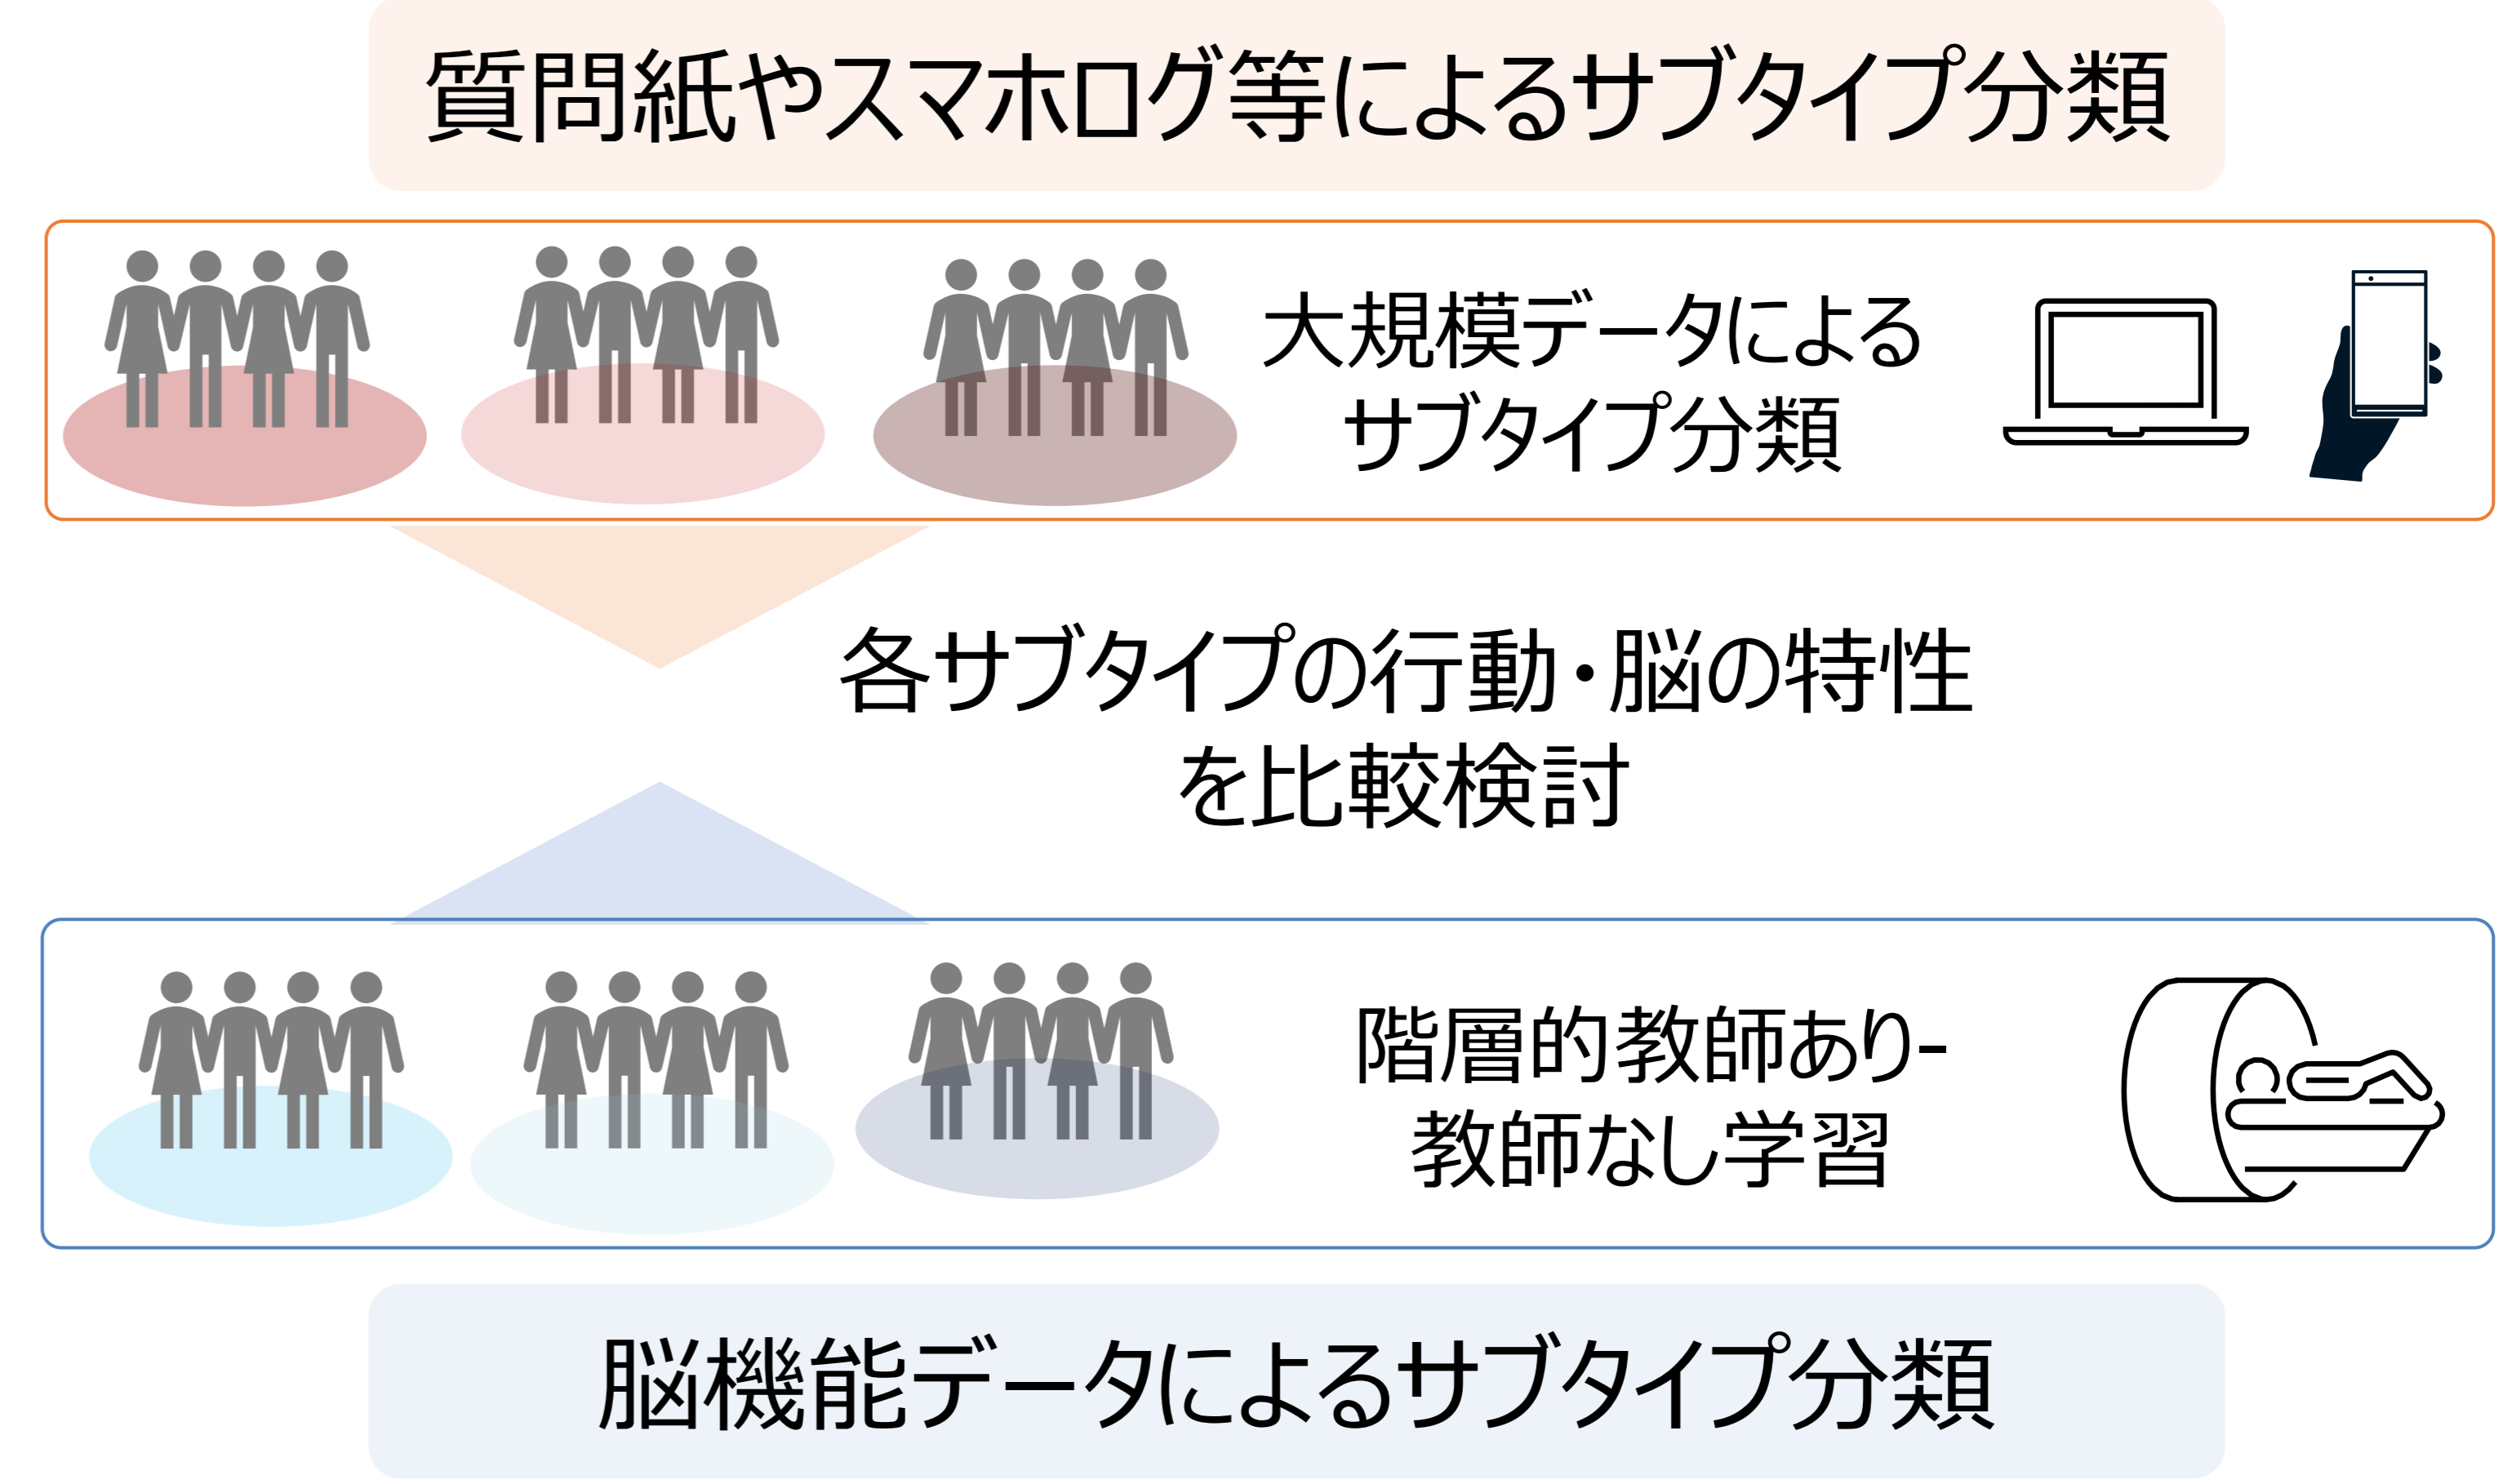 質問紙やスマホログ等によるサブタイプ分類
大規模データによる
サブタイプ分類
各サブタイプの行動・脳の特性
を比較検討
階層的教師あり-
教師なし学習
脳機能データによるサブタイプ分類